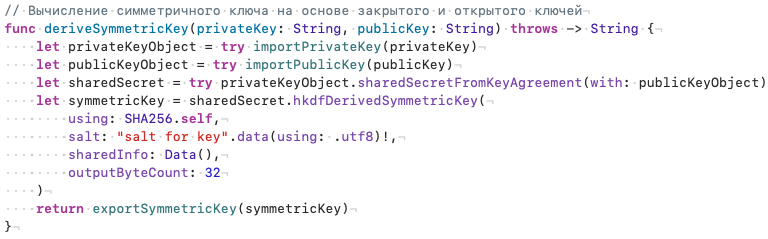 // Вычисление симметричного ключа на основе закрытого и открытого ключей
func deriveSymmetricKey(privateKey: String, publicKey: String) throws -> String {
    let privateKeyObject = try importPrivateKey(privateKey)
    let publicKeyObject = try importPublicKey(publicKey)
    let sharedSecret = try privateKeyObject.sharedSecretFromKeyAgreement(with: publicKeyObject)
    let symmetricKey = sharedSecret.hkdfDerivedSymmetricKey(
        using: SHA256.self,
        salt: "salt for key".data(using: .utf8)!,
        sharedInfo: Data(),
        outputByteCount: 32
    )
    return exportSymmetricKey(symmetricKey)
}